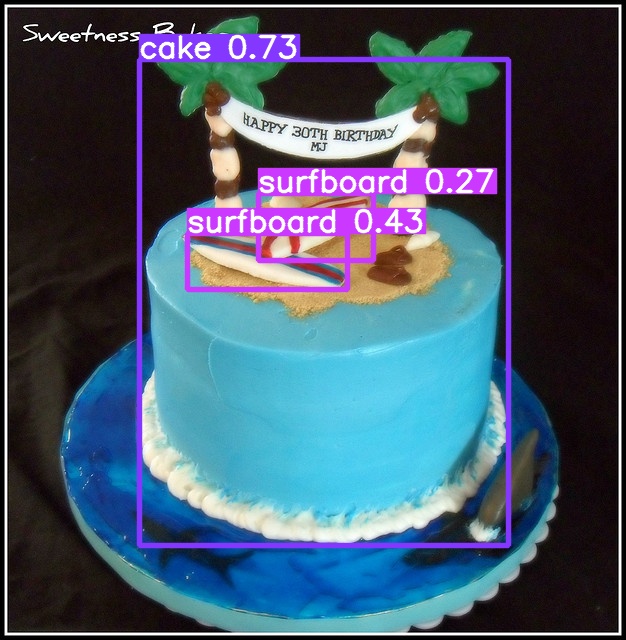 Sweetness
cake 0.73
HAPPY 30TH BIRTHDAY
MJ
surfboard 0.27
surfboard 0.43